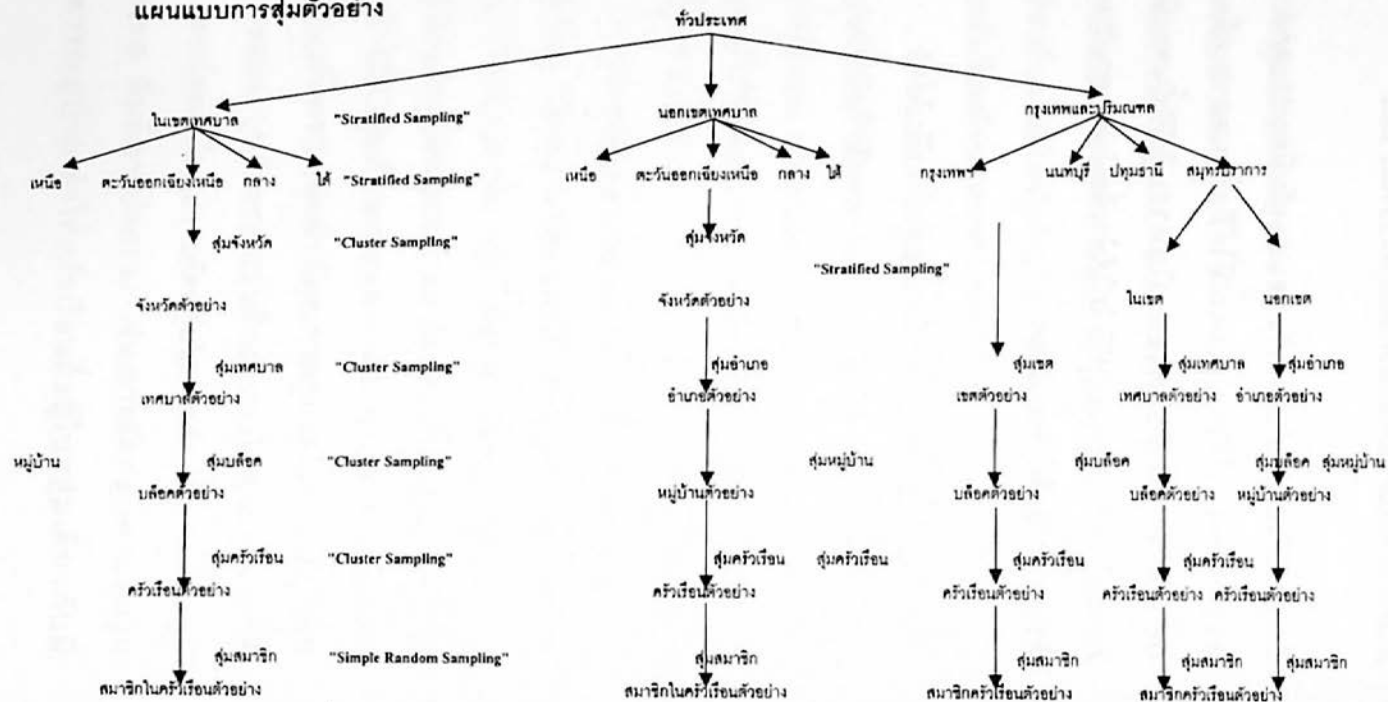 แผนแบบการสุ่มตัวอย่าง
ทั่วประเทศ
ในเขตเทศบาล "Stratified Sampling" นอกเขตเทศบาล กรุงเทพและปริมณฑล
เหนือ ตะวันออกเฉียงเหนือ กลาง ใต้ "Stratified Sampling" เหนือ ตะวันออกเฉียงเหนือ กลาง ใต้ กรุงเทพฯ นนทบุรี ปทุมธานี สมุทรปราการ
สุ่มจังหวัด "Cluster Sampling" สุ่มจังหวัด
"Stratified Sampling"
จังหวัดตัวอย่าง จังหวัดตัวอย่าง ในเขต นอกเขต
สุ่มเทศบาล "Cluster Sampling" สุ่มอำเภอ สุ่มเขต สุ่มเทศบาล สุ่มอำเภอ
เทศบาลตัวอย่าง อำเภอตัวอย่าง เขตตัวอย่าง เทศบาลตัวอย่าง อำเภอตัวอย่าง
หมู่บ้าน สุ่มบล็อค "Cluster Sampling" สุ่มหมู่บ้าน สุ่มบล็อค สุ่มบล็อค สุ่มหมู่บ้าน
บล็อคตัวอย่าง หมู่บ้านตัวอย่าง บล็อคตัวอย่าง บล็อคตัวอย่าง หมู่บ้านตัวอย่าง
สุ่มครัวเรือน "Cluster Sampling" สุ่มครัวเรือน สุ่มครัวเรือน สุ่มครัวเรือน สุ่มครัวเรือน
ครัวเรือนตัวอย่าง ครัวเรือนตัวอย่าง ครัวเรือนตัวอย่าง ครัวเรือนตัวอย่าง ครัวเรือนตัวอย่าง
สุ่มสมาชิก "Simple Random Sampling" สุ่มสมาชิก สุ่มสมาชิก สุ่มสมาชิก สุ่มสมาชิก
สมาชิกในครัวเรือนตัวอย่าง สมาชิกในครัวเรือนตัวอย่าง สมาชิกครัวเรือนตัวอย่าง สมาชิกครัวเรือนตัวอย่าง